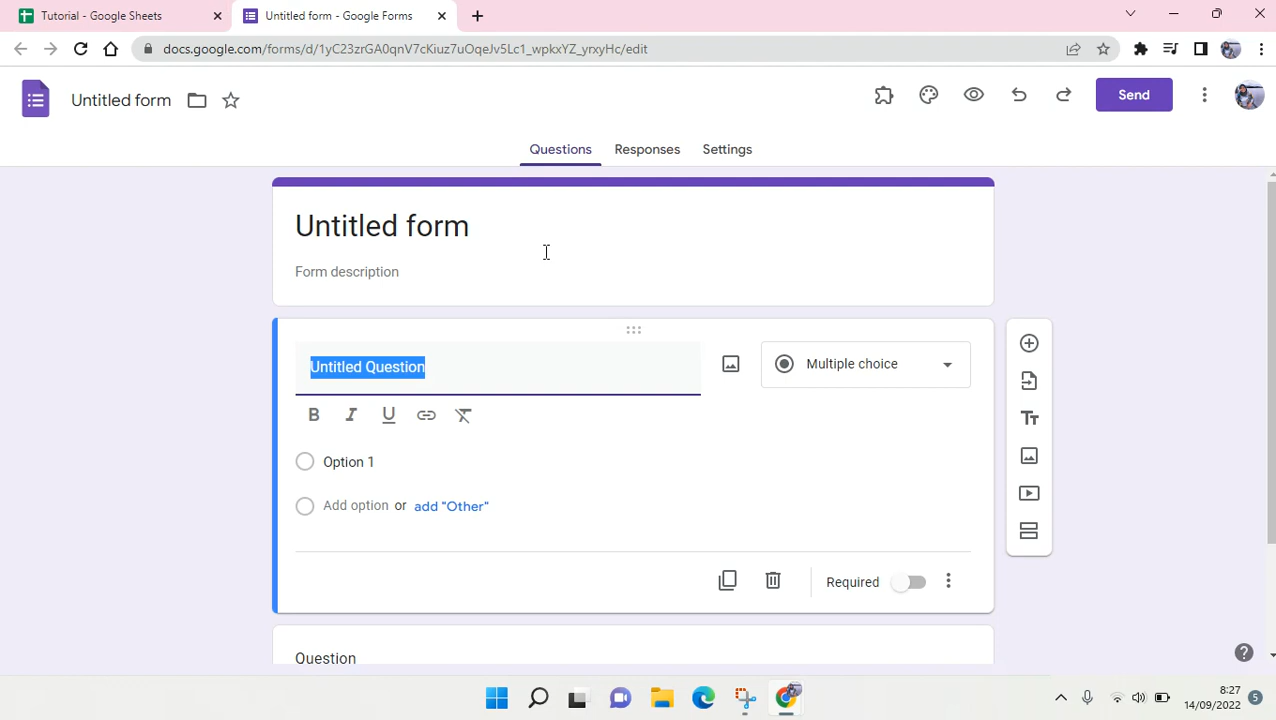 Tutorial - Google Sheets
Untitled form - Google Forms
docs.google.com/forms/d/1yC23zrGA0qnV7cKiuz7uOqeJv5Lc1_wpkxYZ_yrxyHc/edit
Untitled form
Send
Questions Responses Settings
Untitled form
Form description
Untitled Question
Multiple choice
B I U
Tт
Option 1
Add option or add "Other"
Required
Question
8:27
14/09/2022
5